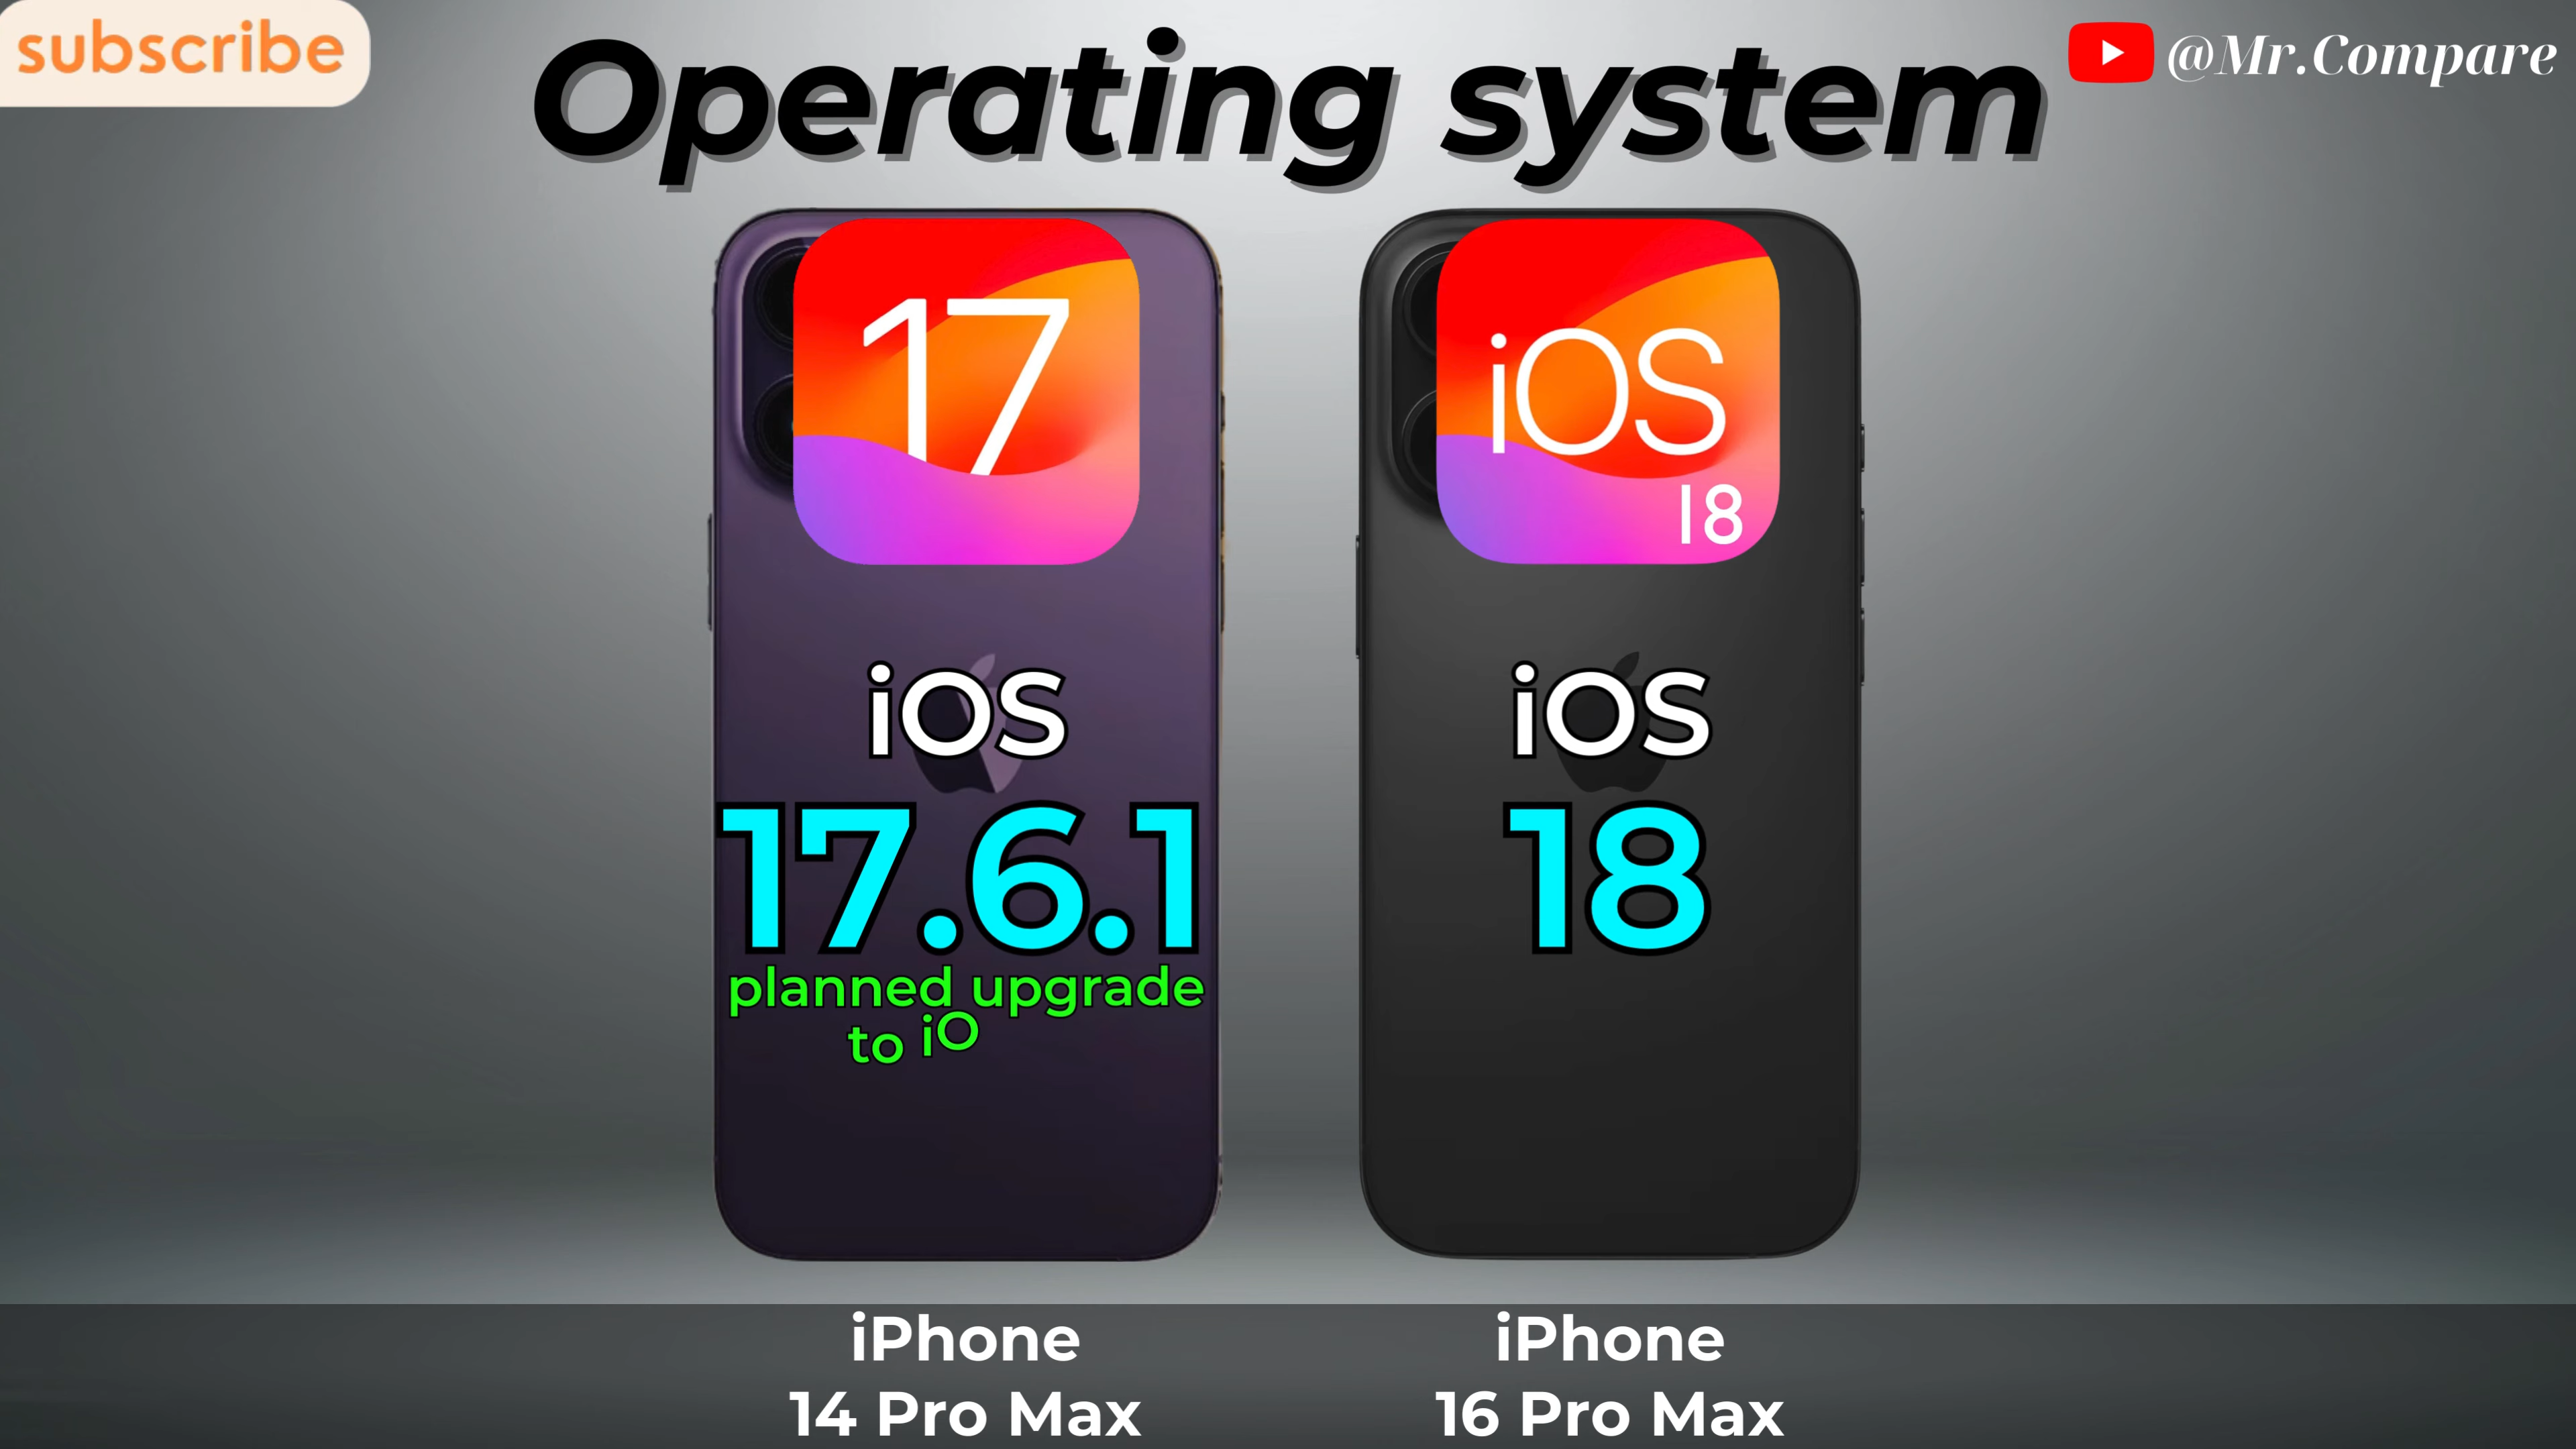 subscribe
Operating system
@Mr.Compare
17
iOS
18
iOS
17.6.1
planned upgrade
to iO
iOS
18
iPhone
14 Pro Max
iPhone
16 Pro Max